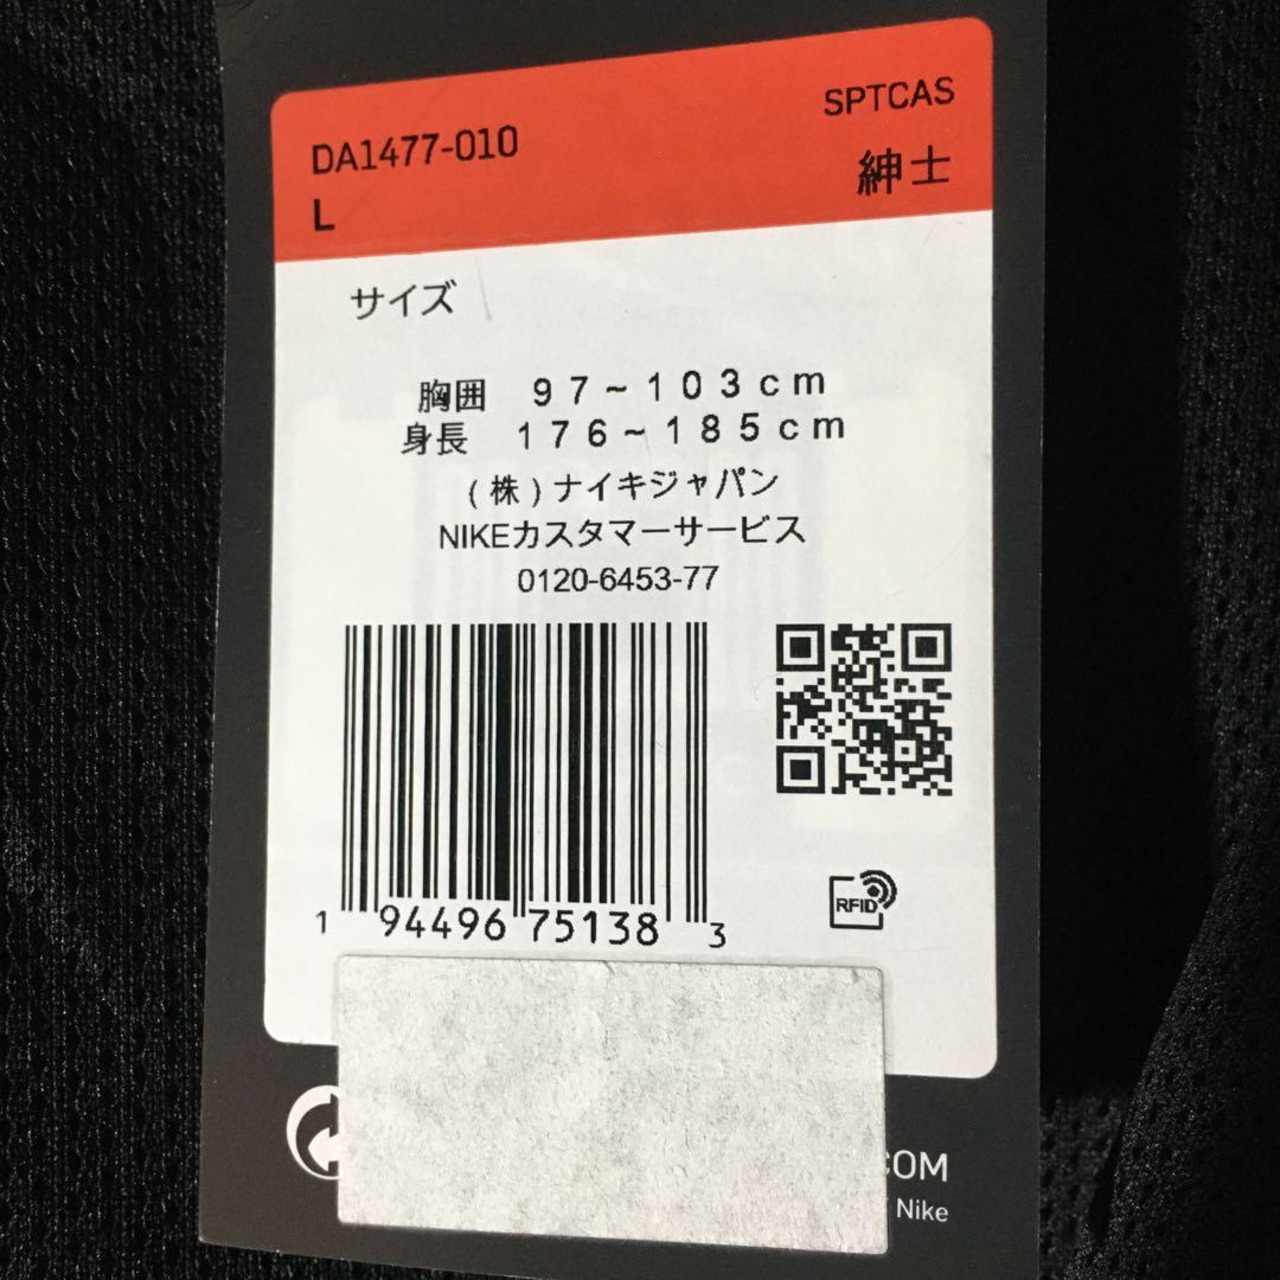 SPTCAS
DA1477-010
紳士
L
サイズ
胸囲 97~103cm
身長 176~185cm
(株)ナイキジャパン
NIKEカスタマーサービス
0120-6453-77
1 94496 75138 3
RFID
COM
Nike